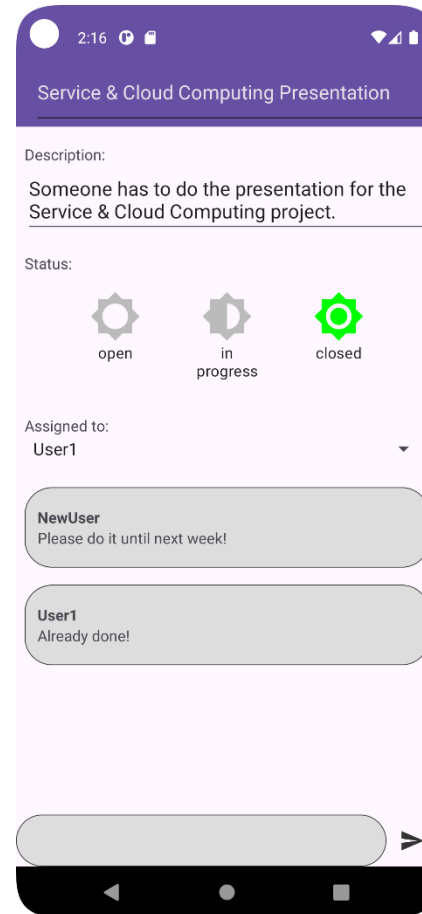 2:16
Service & Cloud Computing Presentation
Description:
Someone has to do the presentation for the
Service & Cloud Computing project.
Status:
open
in
progress
closed
Assigned to:
User1
NewUser
Please do it until next week!
User1
Already done!